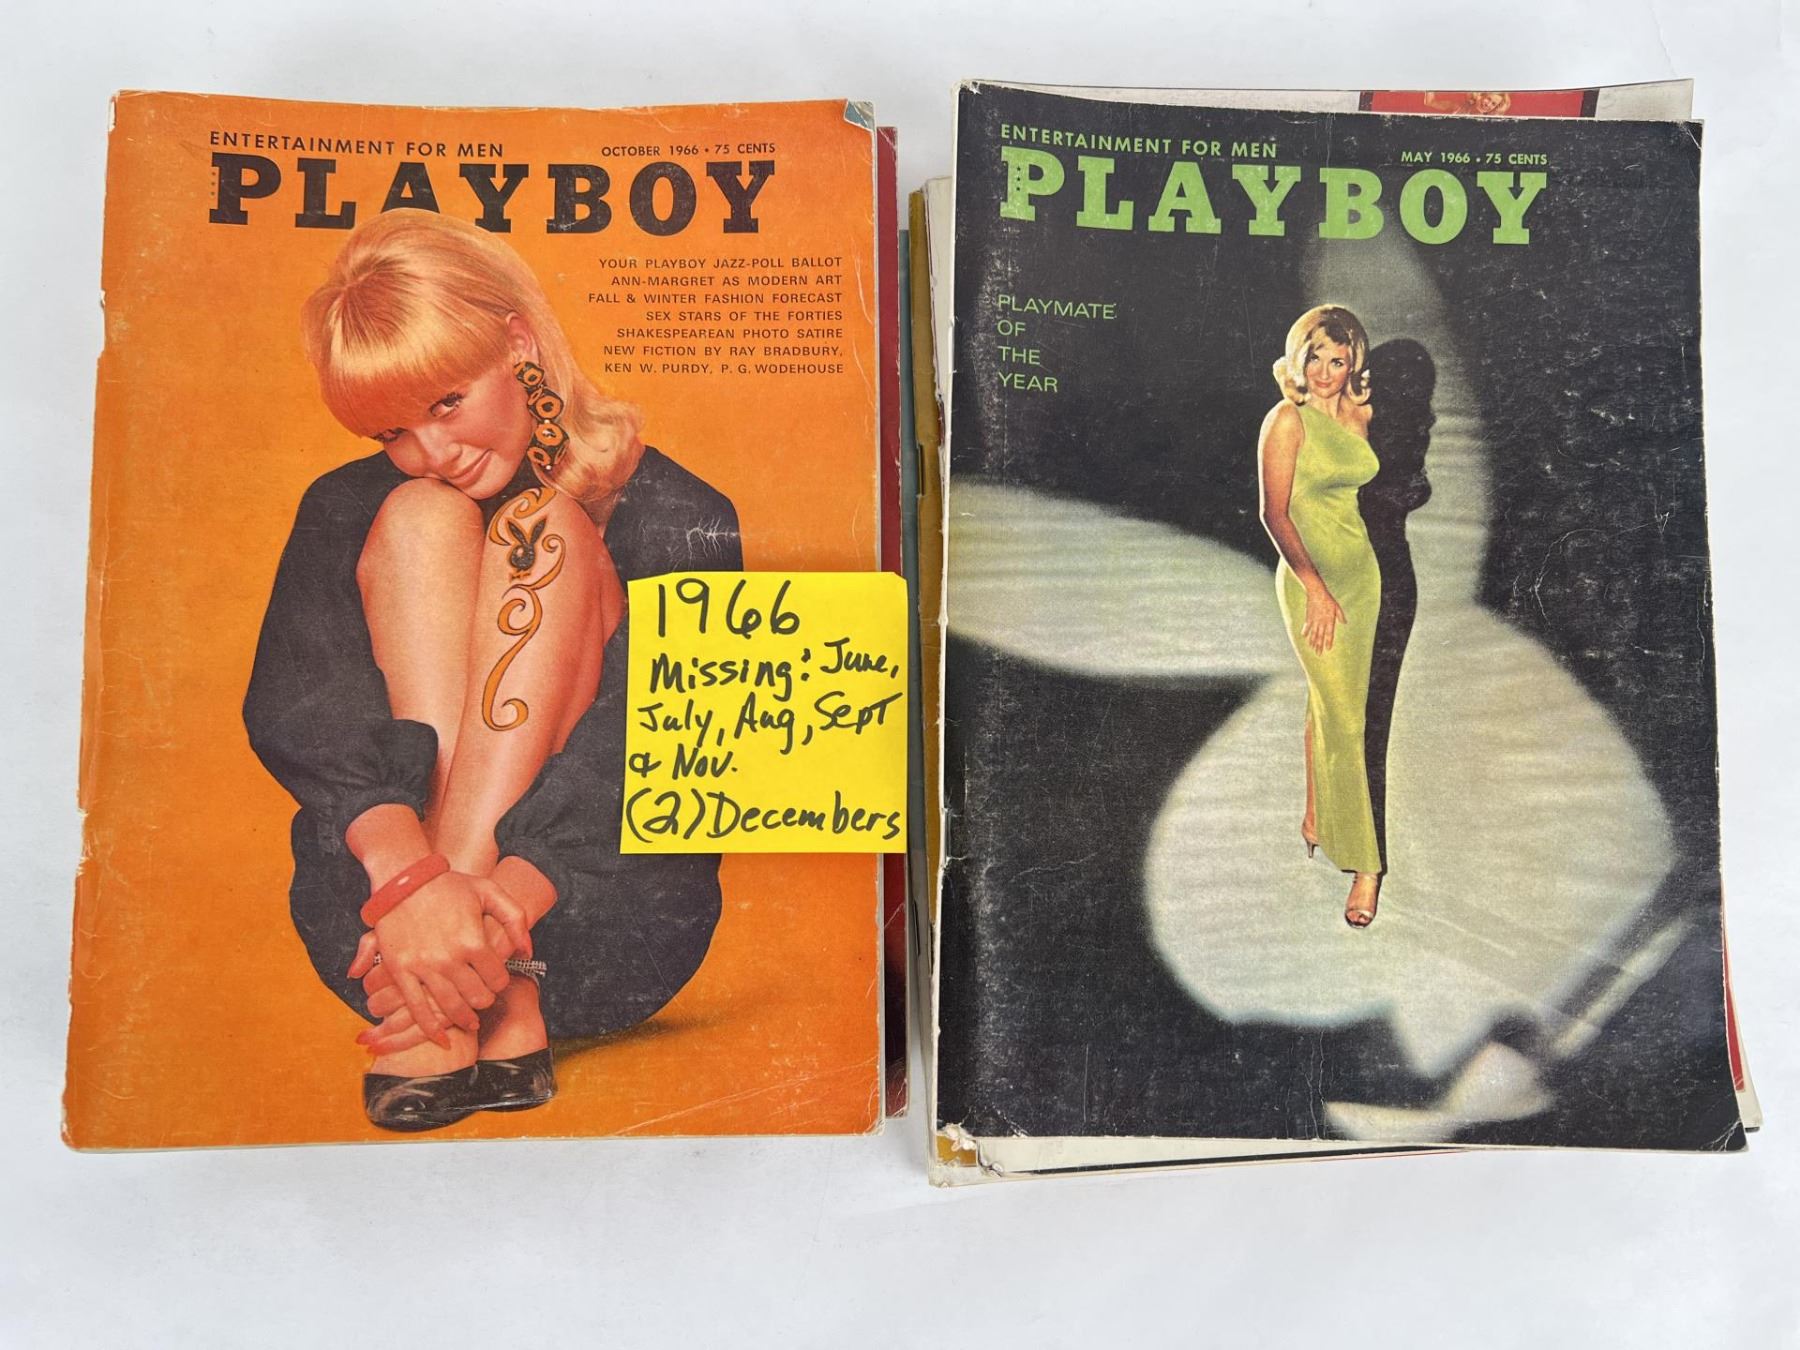 ENTERTAINMENT FOR MEN
OCTOBER 1966 • 75 CENTS
PLAYBOY
YOUR PLAYBOY JAZZ-POLL BALLOT
ANN-MARGRET AS MODERN ART
FALL & WINTER FASHION FORECAST
SEX STARS OF THE FORTIES
SHAKESPEAREAN PHOTO SATIRE
NEW FICTION BY RAY BRADBURY,
KEN W. PURDY, P. G. WODEHOUSE
1966
Missing: June,
July, Aug, Sept
& Nov.
(2) Decembers
ENTERTAINMENT FOR MEN
MAY 1966 • 75 CENTS
PLAYBOY
PLAYMATE
OF
THE
YEAR